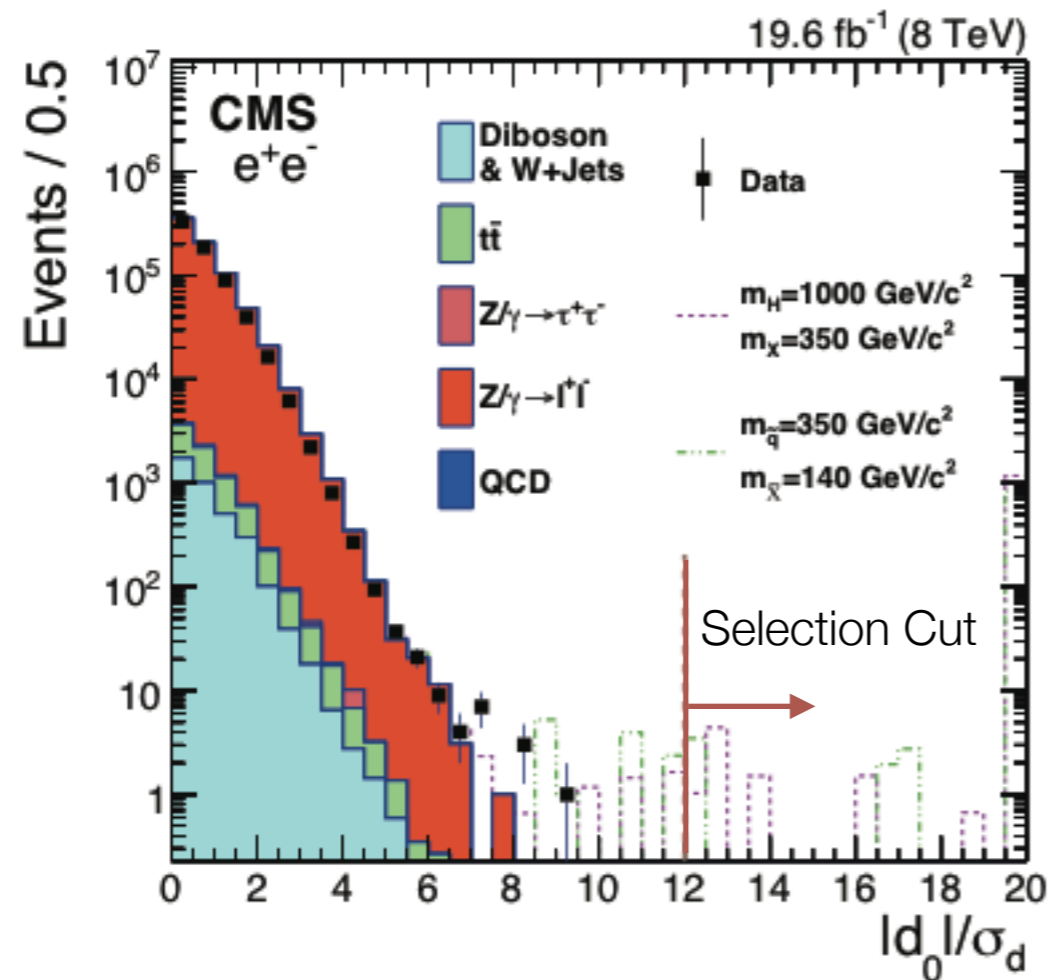 19.6 fb⁻¹ (8 TeV)
Events / 0.5
10⁷
10⁶
10⁵
10⁴
10³
10²
10
1
CMS
e⁺e⁻
Diboson
& W+Jets
tt̄
Z/γ→τ⁺τ⁻
Z/γ→l⁺l⁻
QCD
Data
m_H=1000 GeV/c²
m_X=350 GeV/c²
m_q̃=350 GeV/c²
m_χ̃=140 GeV/c²
Selection Cut
0 2 4 6 8 10 12 14 16 18 20
|d₀|/σ_d